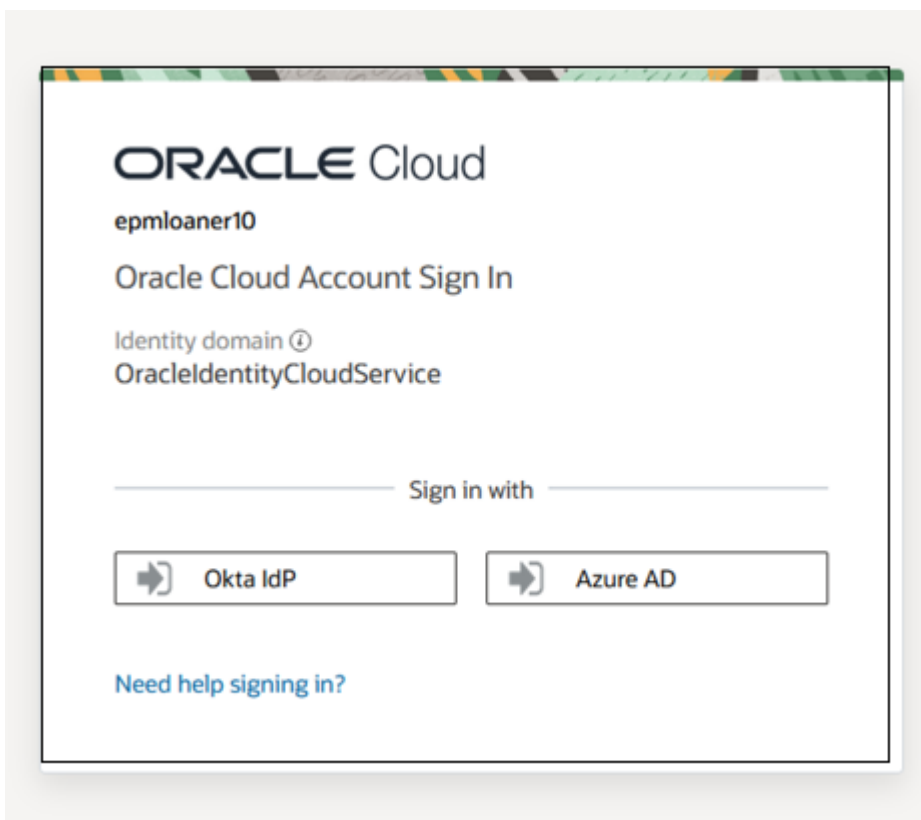 ORACLE Cloud
epmloaner10
Oracle Cloud Account Sign In
Identity domain
OracleIdentityCloudService
Sign in with
Okta IdP
Azure AD
Need help signing in?